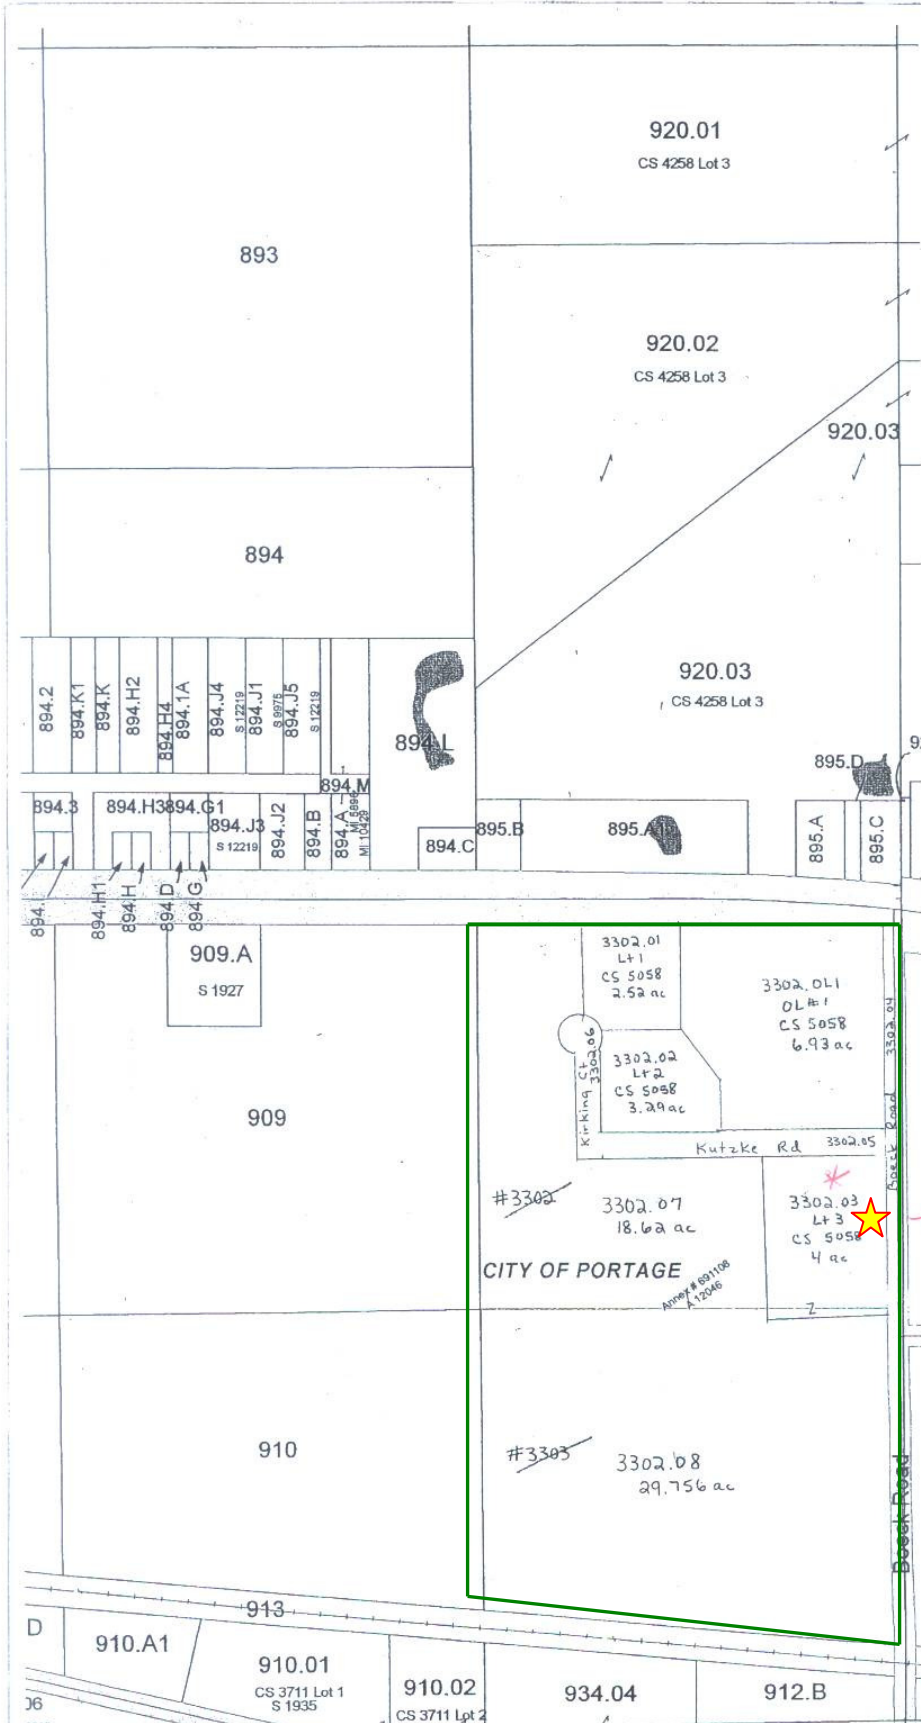 920.01
CS 4258 Lot 3
893
920.02
CS 4258 Lot 3
920.03
894
920.03
CS 4258 Lot 3
894.2
894.K1
894.K
894.H2
894.H4
894.1A
894.J4
S 12219
894.J1
S 9976
894.J5
S 12219
894.L
895.D
894.M
894.3
894.H3
894.G1
894.J3
S 12219
894.J2
894.B
894.A
MI 10429
894.C
895.B
895.A
895.A
895.C
894.H1
894.H
894.D
894.G
909.A
S 1927
3302.01
Lt 1
CS 5058
2.52 ac
3302.OL1
OL#1
CS 5058
6.93 ac
3302.04
Boeck Road
Kirking Ct
3302.06
3302.02
Lt 2
CS 5058
3.29 ac
909
Kutzke Rd 3302.05
#3302
3302.07
18.62 ac
3302.03
Lt 3
CS 5058
4 ac
CITY OF PORTAGE
Annex # 691108
A 12046
Z
910
#3303
3302.08
29.756 ac
Boeck Road
913
D
910.A1
910.01
CS 3711 Lot 1
S 1935
910.02
CS 3711 Lot 2
934.04
912.B